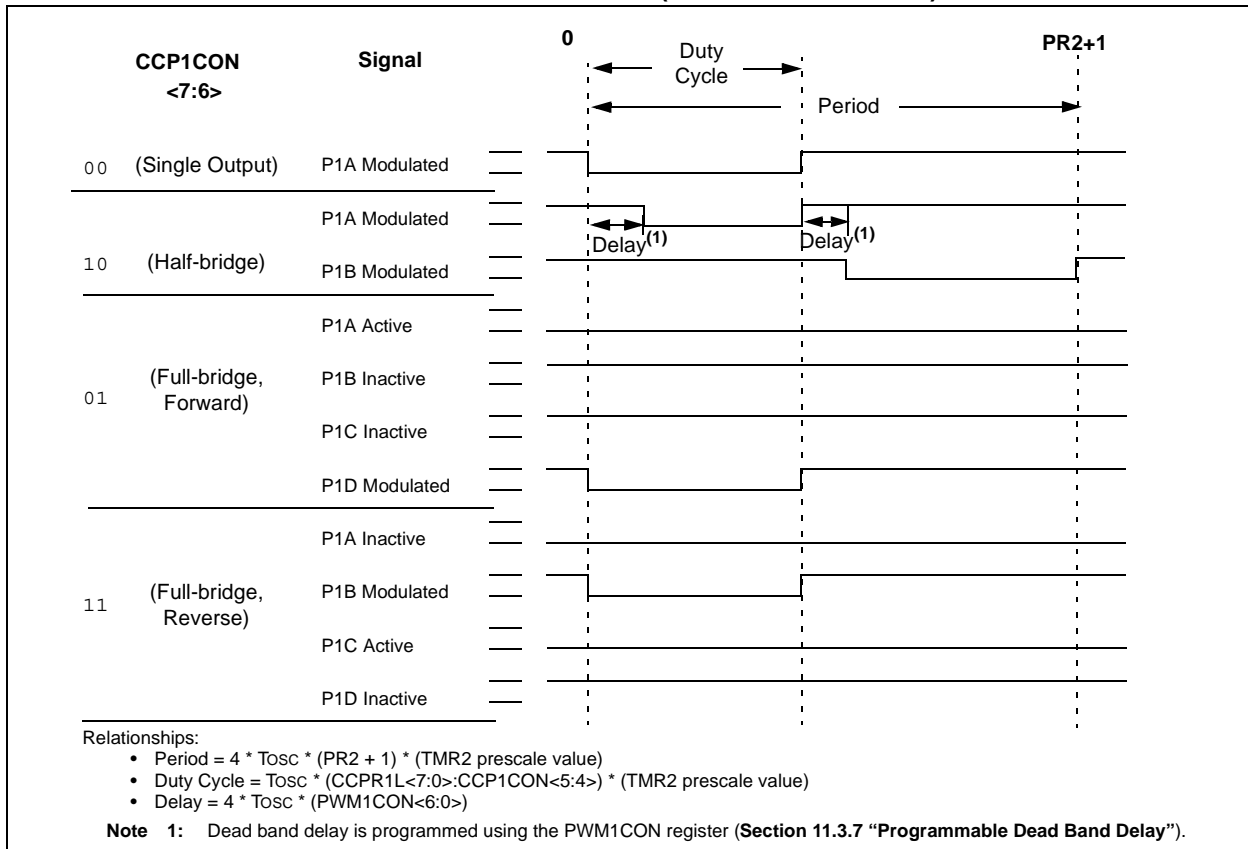 0
PR2+1
CCP1CON
<7:6>
Signal
Duty
Cycle
Period
00 (Single Output) P1A Modulated
P1A Modulated
Delay(1) Delay(1)
10 (Half-bridge)
P1B Modulated
P1A Active
(Full-bridge,
Forward)
P1B Inactive
01
P1C Inactive
P1D Modulated
P1A Inactive
(Full-bridge,
Reverse)
P1B Modulated
11
P1C Active
P1D Inactive
Relationships:
• Period = 4 * TOSC * (PR2 + 1) * (TMR2 prescale value)
• Duty Cycle = TOSC * (CCPR1L<7:0>:CCP1CON<5:4>) * (TMR2 prescale value)
• Delay = 4 * TOSC * (PWM1CON<6:0>)
Note 1: Dead band delay is programmed using the PWM1CON register (Section 11.3.7 “Programmable Dead Band Delay”).